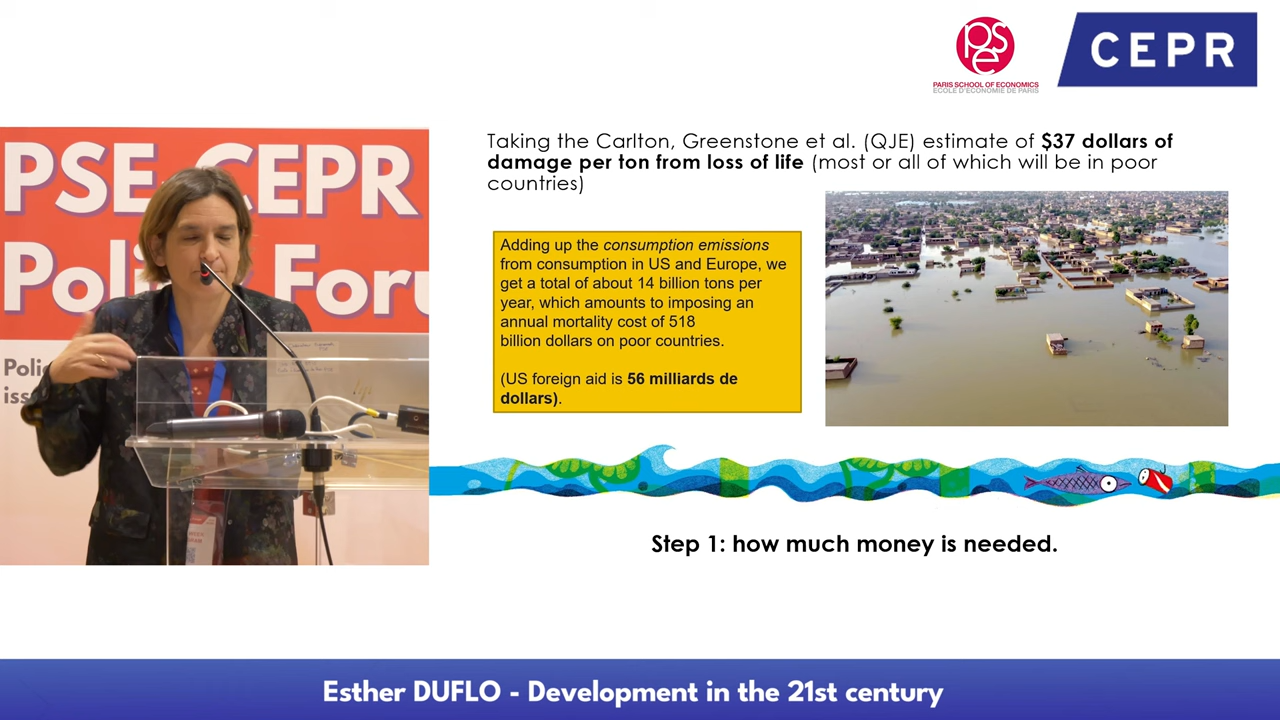 pse
PARIS SCHOOL OF ECONOMICS
ECOLE D'ECONOMIE DE PARIS
CEPR
PSE-CEPR
Poli Foru
Polic
iss
Taking the Carlton, Greenstone et al. (QJE) estimate of $37 dollars of
damage per ton from loss of life (most or all of which will be in poor
countries)
Adding up the consumption emissions
from consumption in US and Europe, we
get a total of about 14 billion tons per
year, which amounts to imposing an
annual mortality cost of 518
billion dollars on poor countries.
(US foreign aid is 56 milliards de
dollars).
Step 1: how much money is needed.
Esther DUFLO - Development in the 21st century